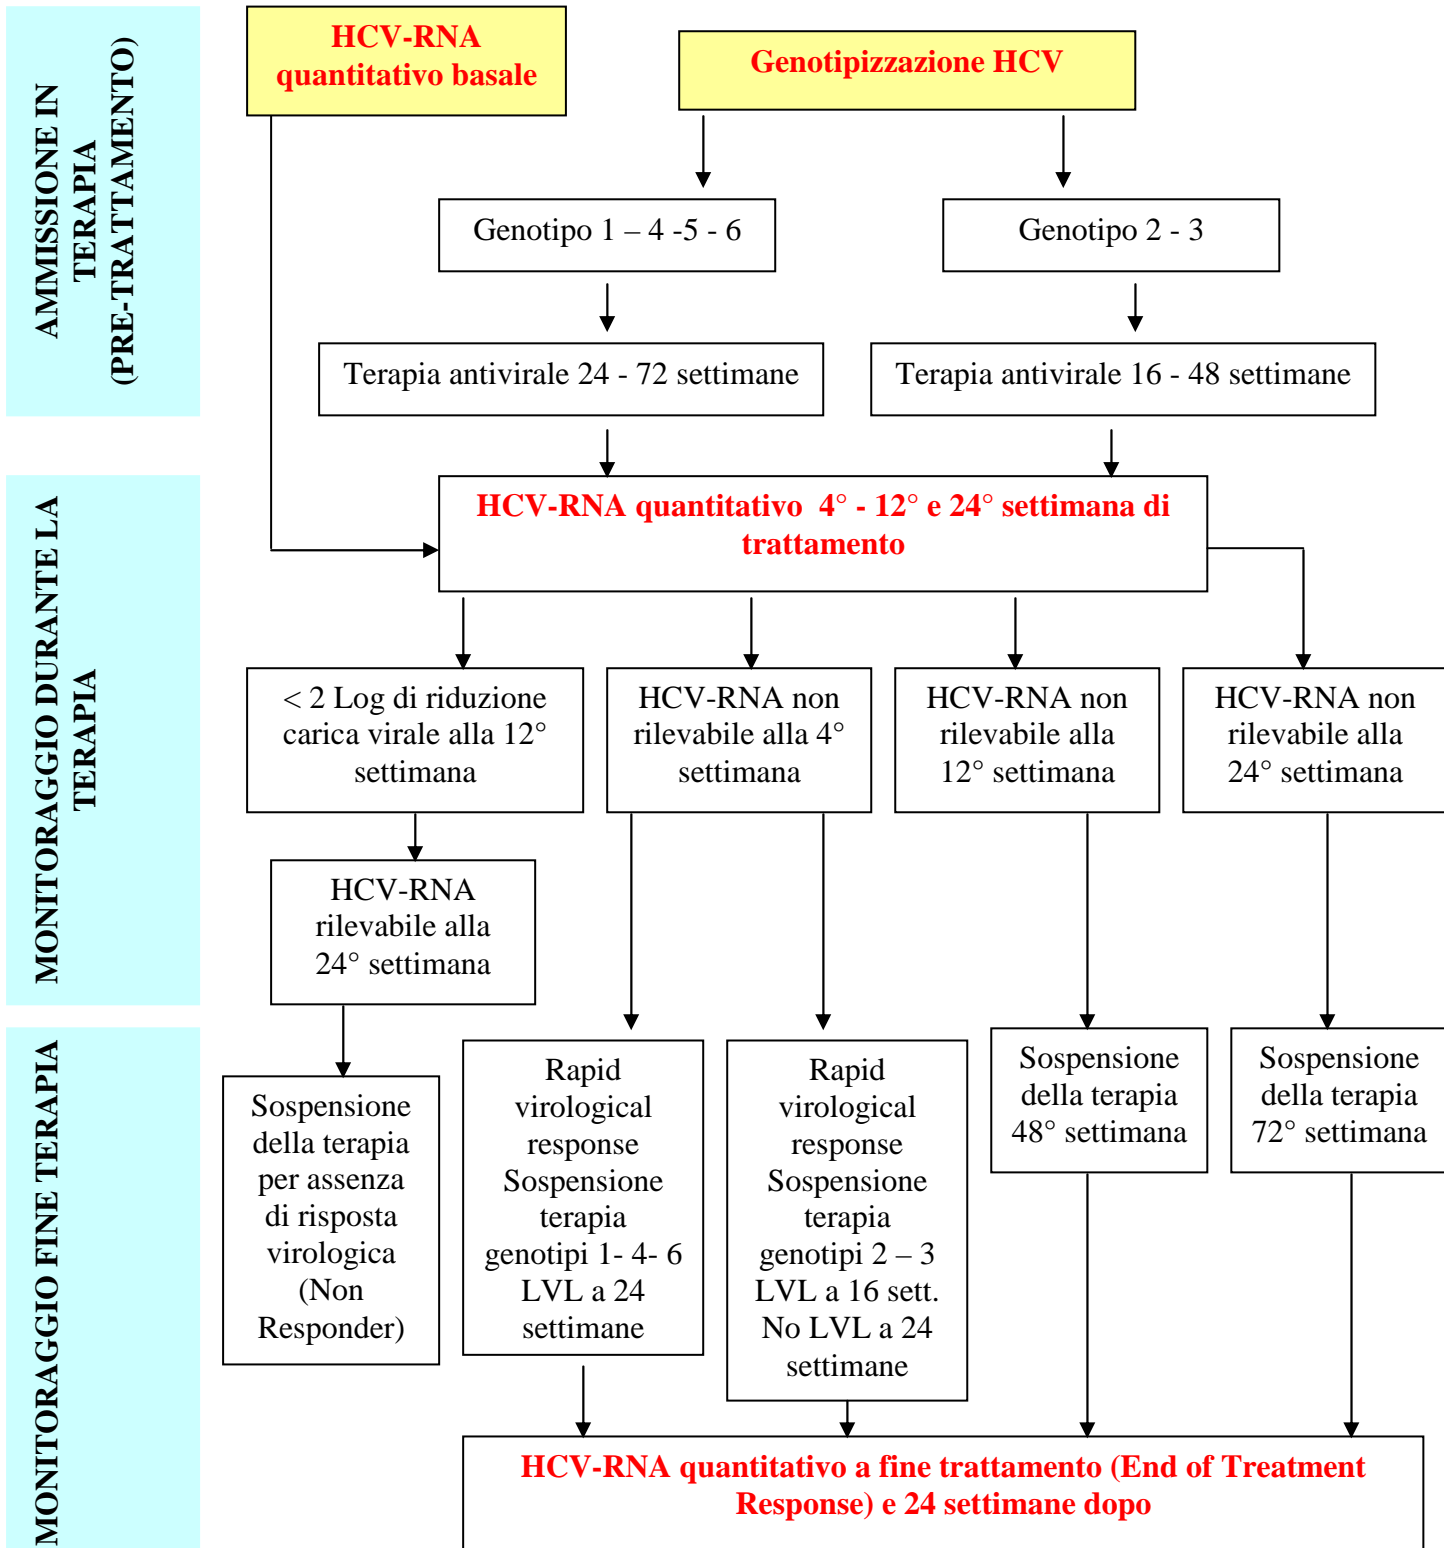 AMMISSIONE IN
TERAPIA
(PRE-TRATTAMENTO)
HCV-RNA
quantitativo basale
Genotipizzazione HCV
Genotipo 1 – 4 -5 - 6
Genotipo 2 - 3
Terapia antivirale 24 - 72 settimane
Terapia antivirale 16 - 48 settimane
MONITORAGGIO DURANTE LA
TERAPIA
HCV-RNA quantitativo 4° - 12° e 24° settimana di
trattamento
< 2 Log di riduzione
carica virale alla 12°
settimana
HCV-RNA non
rilevabile alla 4°
settimana
HCV-RNA non
rilevabile alla
12° settimana
HCV-RNA non
rilevabile alla
24° settimana
HCV-RNA
rilevabile alla
24° settimana
MONITORAGGIO FINE TERAPIA
Sospensione
della terapia
per assenza
di risposta
virologica
(Non
Responder)
Rapid
virological
response
Sospensione
terapia
genotipi 1- 4- 6
LVL a 24
settimane
Rapid
virological
response
Sospensione
terapia
genotipi 2 – 3
LVL a 16 sett.
No LVL a 24
settimane
Sospensione
della terapia
48° settimana
Sospensione
della terapia
72° settimana
HCV-RNA quantitativo a fine trattamento (End of Treatment
Response) e 24 settimane dopo